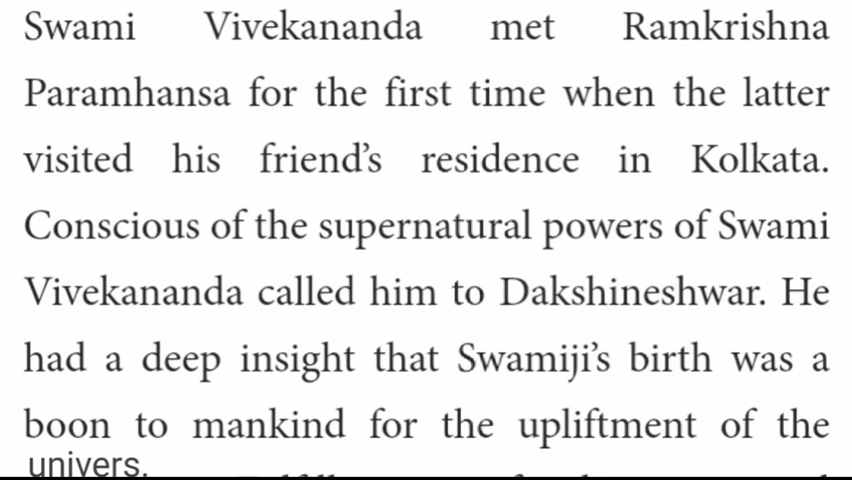 Swami Vivekananda met Ramkrishna
Paramhansa for the first time when the latter
visited his friend’s residence in Kolkata.
Conscious of the supernatural powers of Swami
Vivekananda called him to Dakshineshwar. He
had a deep insight that Swamiji’s birth was a
boon to mankind for the upliftment of the
univers.